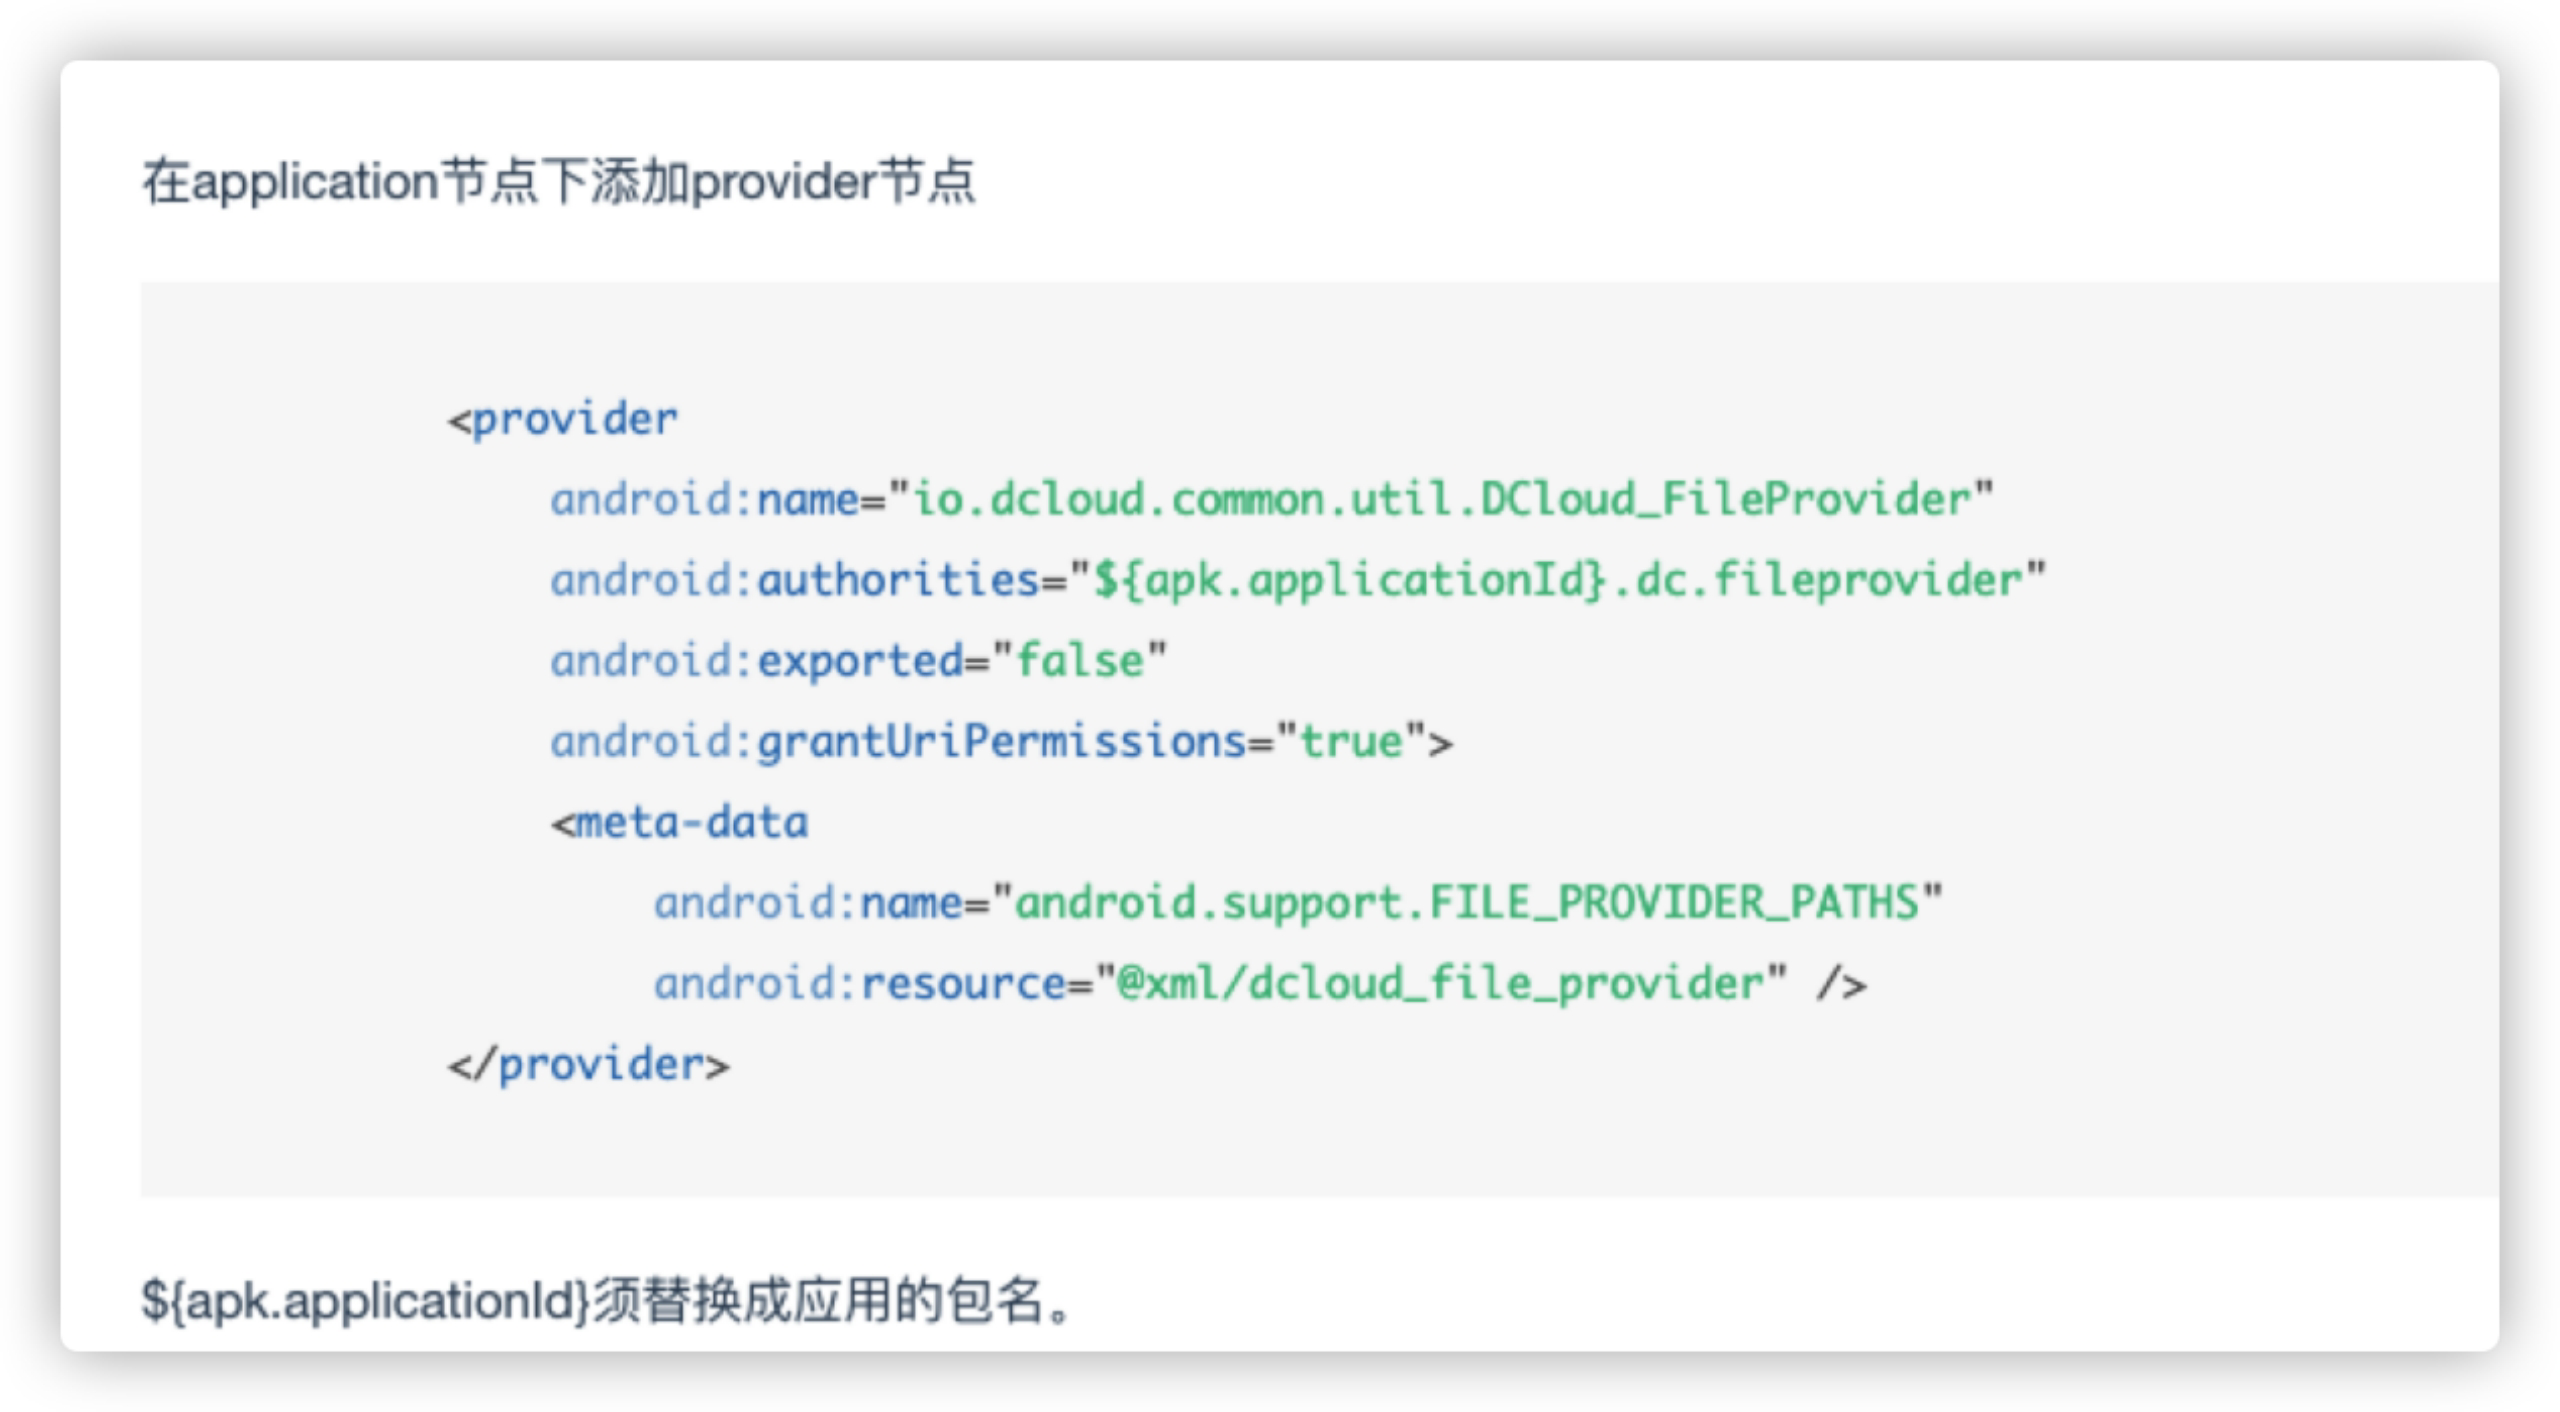 在application节点下添加provider节点
<provider
android:name="io.dcloud.common.util.DCloud_FileProvider"
android:authorities="${apk.applicationId}.dc.fileprovider"
android:exported="false"
android:grantUriPermissions="true">
<meta-data
android:name="android.support.FILE_PROVIDER_PATHS"
android:resource="@xml/dcloud_file_provider" />
</provider>
${apk.applicationId}须替换成应用的包名。